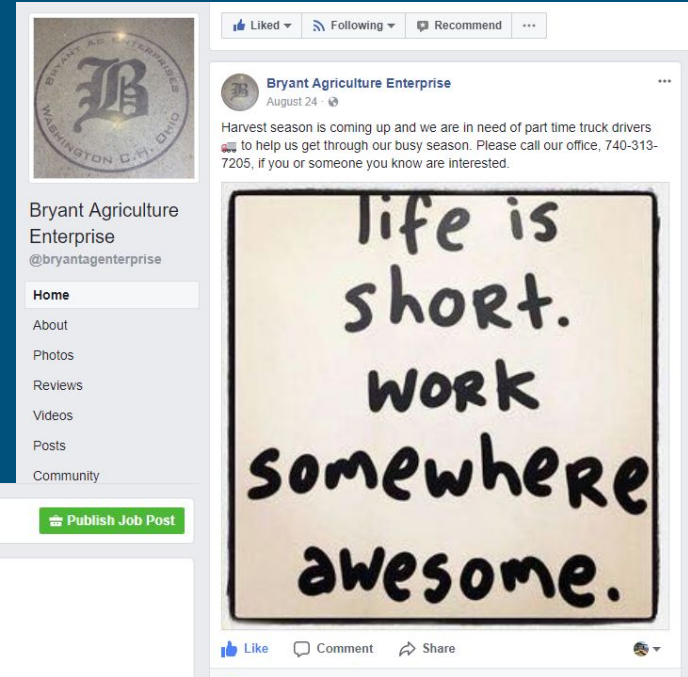 BRYANT AG ENTERPRISES
B
WASHINGTON C.H. OHIO
Bryant Agriculture
Enterprise
@bryantagenterprise
Home
About
Photos
Reviews
Videos
Posts
Community
Publish Job Post
Liked
Following
Recommend
Bryant Agriculture Enterprise
August 24
Harvest season is coming up and we are in need of part time truck drivers
🚛 to help us get through our busy season. Please call our office, 740-313-
7205, if you or someone you know are interested.
life is
short.
work
somewhere
awesome.
Like
Comment
Share